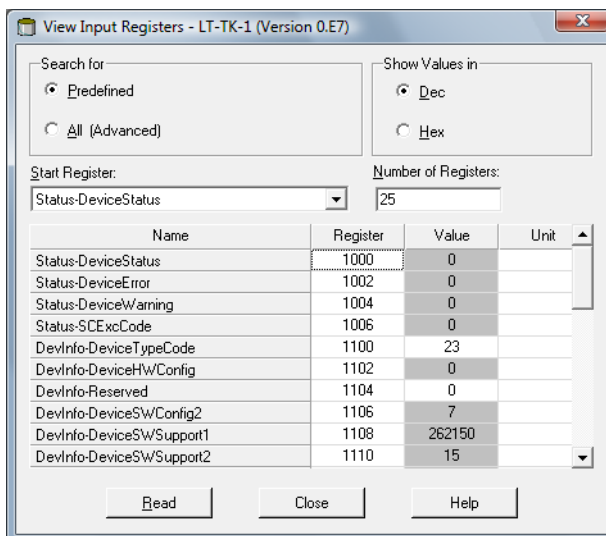 View Input Registers - LT-TK-1 (Version 0.E7)
Search for
Predefined
All (Advanced)
Show Values in
Dec
Hex
Start Register:
Number of Registers:
Status-DeviceStatus
25
Name Register Value Unit
Status-DeviceStatus 1000 0
Status-DeviceError 1002 0
Status-DeviceWarning 1004 0
Status-SCExcCode 1006 0
DevInfo-DeviceTypeCode 1100 23
DevInfo-DeviceHWConfig 1102 0
DevInfo-Reserved 1104 0
DevInfo-DeviceSWConfig2 1106 7
DevInfo-DeviceSWSupport1 1108 262150
DevInfo-DeviceSWSupport2 1110 15
Read Close Help